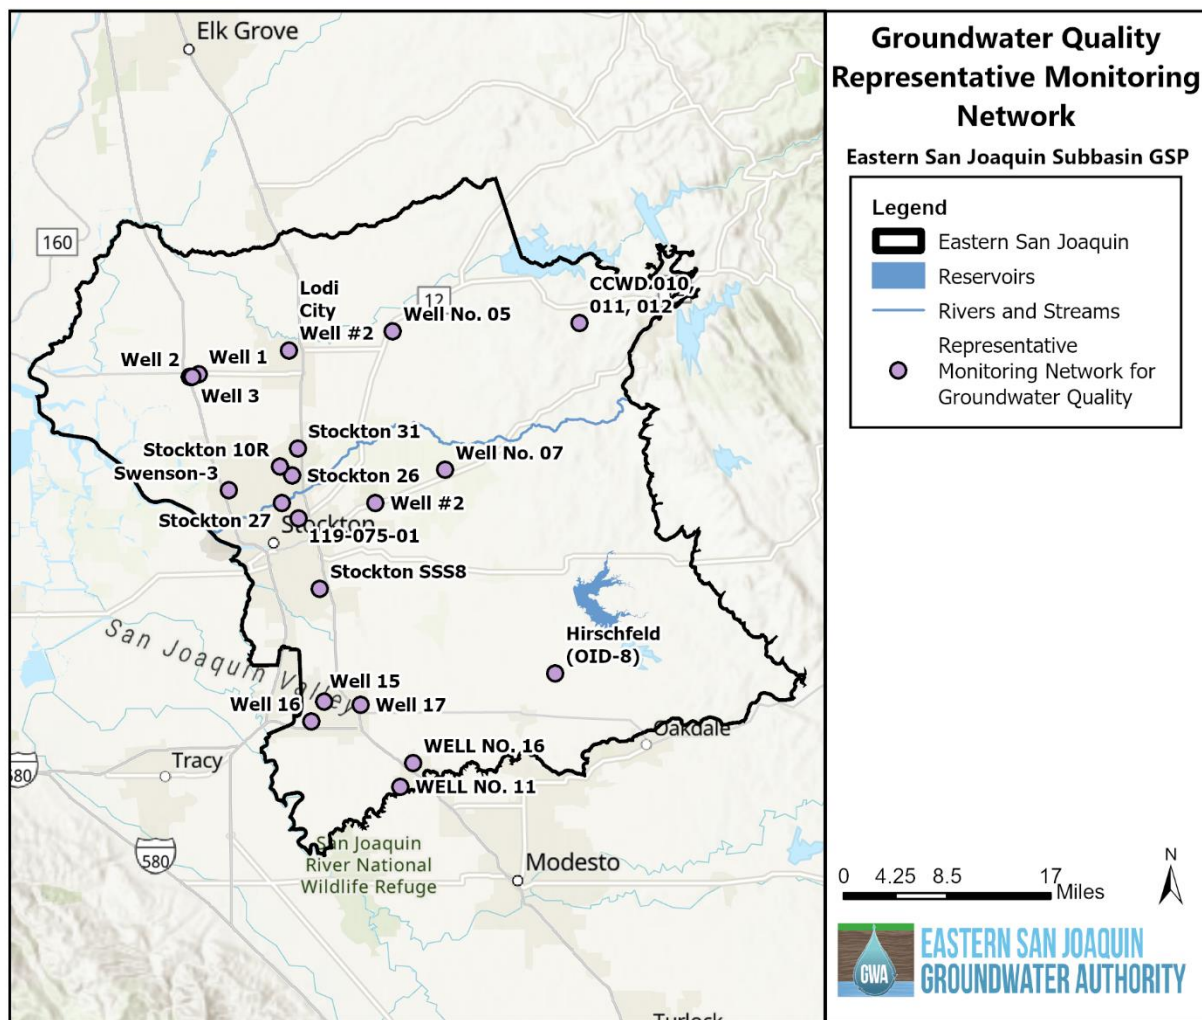 Elk Grove
160
Lodi
City
Well #2
12
Well No. 05
CCWD 010,
011, 012
Well 2
Well 1
Well 3
Stockton 31
Stockton 10R
Stockton 26
Well No. 07
Swenson-3
Well #2
Stockton 27
Stockton
119-075-01
Stockton SSS8
San Joaquin Valley
Hirschfeld
(OID-8)
Well 15
Well 16
Well 17
Oakdale
WELL NO. 16
Tracy
580
WELL NO. 11
580
San Joaquin
River National
Wildlife Refuge
Modesto
Turlock
Groundwater Quality
Representative Monitoring
Network
Eastern San Joaquin Subbasin GSP
Legend
Eastern San Joaquin
Reservoirs
Rivers and Streams
Representative
Monitoring Network for
Groundwater Quality
N
0 4.25 8.5 17
Miles
GWA
EASTERN SAN JOAQUIN
GROUNDWATER AUTHORITY